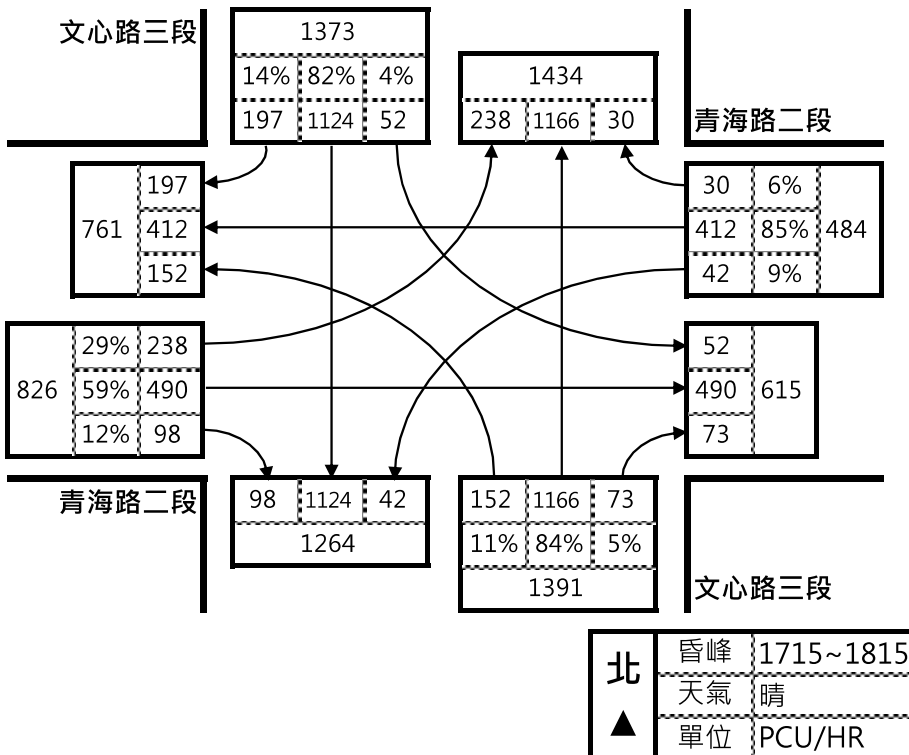 文心路三段
1373
14% 82% 4%
197 1124 52
1434
238 1166 30
青海路二段
761
197
412
152
30 6%
412 85%
42 9%
484
826
29% 238
59% 490
12% 98
52
490
73
615
青海路二段
98 1124 42
1264
152 1166 73
11% 84% 5%
1391
文心路三段
北
▲
昏峰 1715~1815
天氣 晴
單位 PCU/HR